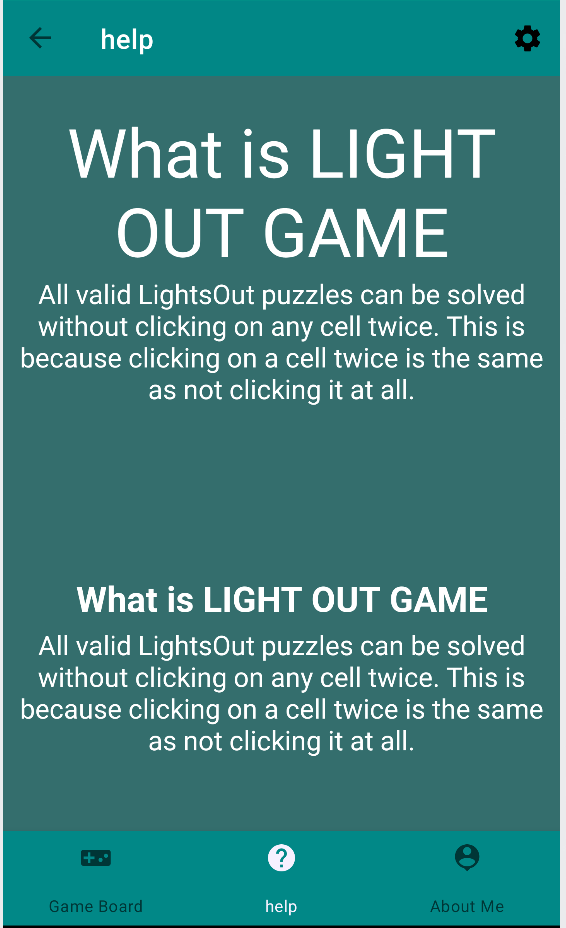 help
What is LIGHT
OUT GAME
All valid LightsOut puzzles can be solved
without clicking on any cell twice. This is
because clicking on a cell twice is the same
as not clicking it at all.
What is LIGHT OUT GAME
All valid LightsOut puzzles can be solved
without clicking on any cell twice. This is
because clicking on a cell twice is the same
as not clicking it at all.
Game Board help About Me